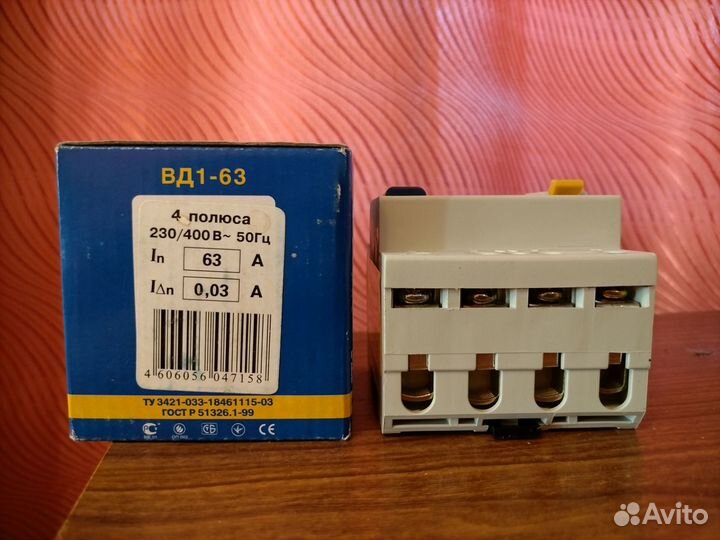 ВД1-63
4 полюса
230/400 В~ 50Гц
In 63 А
I∆n 0,03 А
4 606056 047158
ТУ 3421-033-18461115-03
ГОСТ Р 51326.1-99
Avito